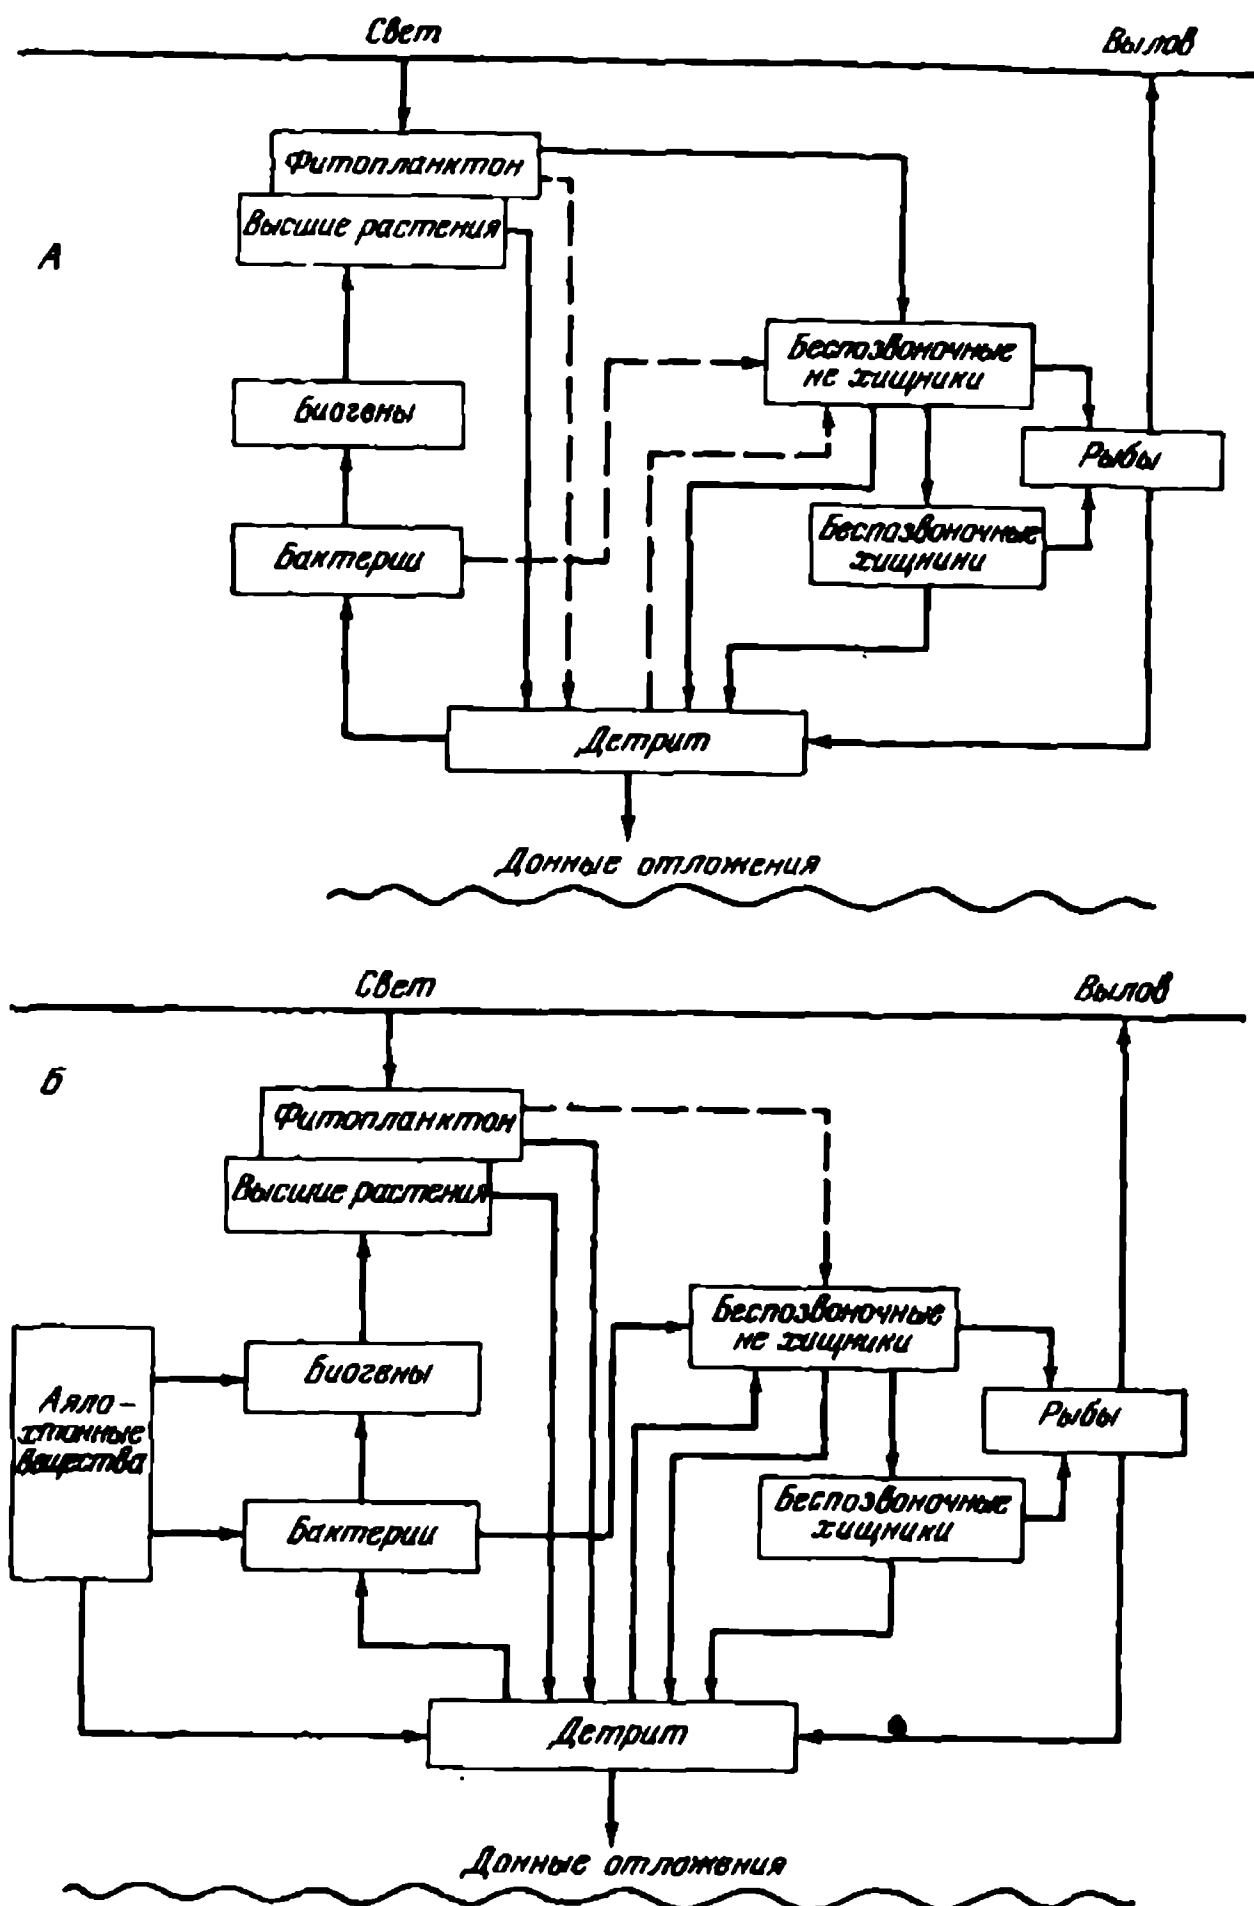 Свет
Вылов
Фитопланктон
Высшие растения
А
Беспозвоночные
не хищники
Биогены
Рыбы
Беспозвоночные
хищники
Бактерии
Детрит
Донные отложения
Свет
Вылов
Б
Фитопланктон
Высшие растения
Беспозвоночные
не хищники
Биогены
Аяло-
хтонные
вещества
Рыбы
Беспозвоночные
хищники
Бактерии
Детрит
Донные отложения